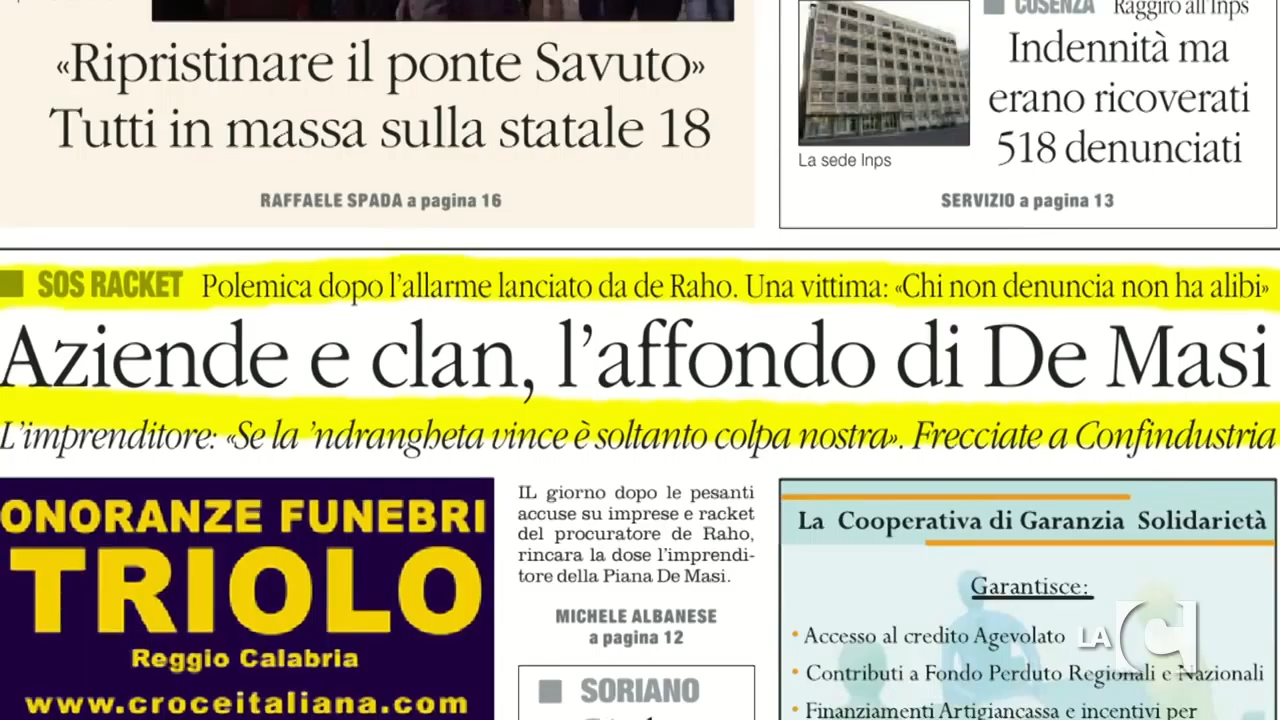 «Ripristinare il ponte Savuto»
Tutti in massa sulla statale 18
RAFFAELE SPADA a pagina 16
COSENZA Raggiro all'Inps
Indennità ma
erano ricoverati
518 denunciati
La sede Inps
SERVIZIO a pagina 13
SOS RACKET Polemica dopo l'allarme lanciato da de Raho. Una vittima: «Chi non denuncia non ha alibi»
Aziende e clan, l'affondo di De Masi
L'imprenditore: «Se la 'ndrangheta vince è soltanto colpa nostra». Frecciate a Confindustria
ONORANZE FUNEBRI
TRIOLO
Reggio Calabria
www.croceitaliana.com
IL giorno dopo le pesanti
accuse su imprese e racket
del procuratore de Raho,
rincara la dose l'imprendi-
tore della Piana De Masi.
MICHELE ALBANESE
a pagina 12
SORIANO
La Cooperativa di Garanzia Solidarietà
Garantisce:
• Accesso al credito Agevolato
• Contributi a Fondo Perduto Regionali e Nazionali
• Finanziamenti Artigiancassa e incentivi per
LA C